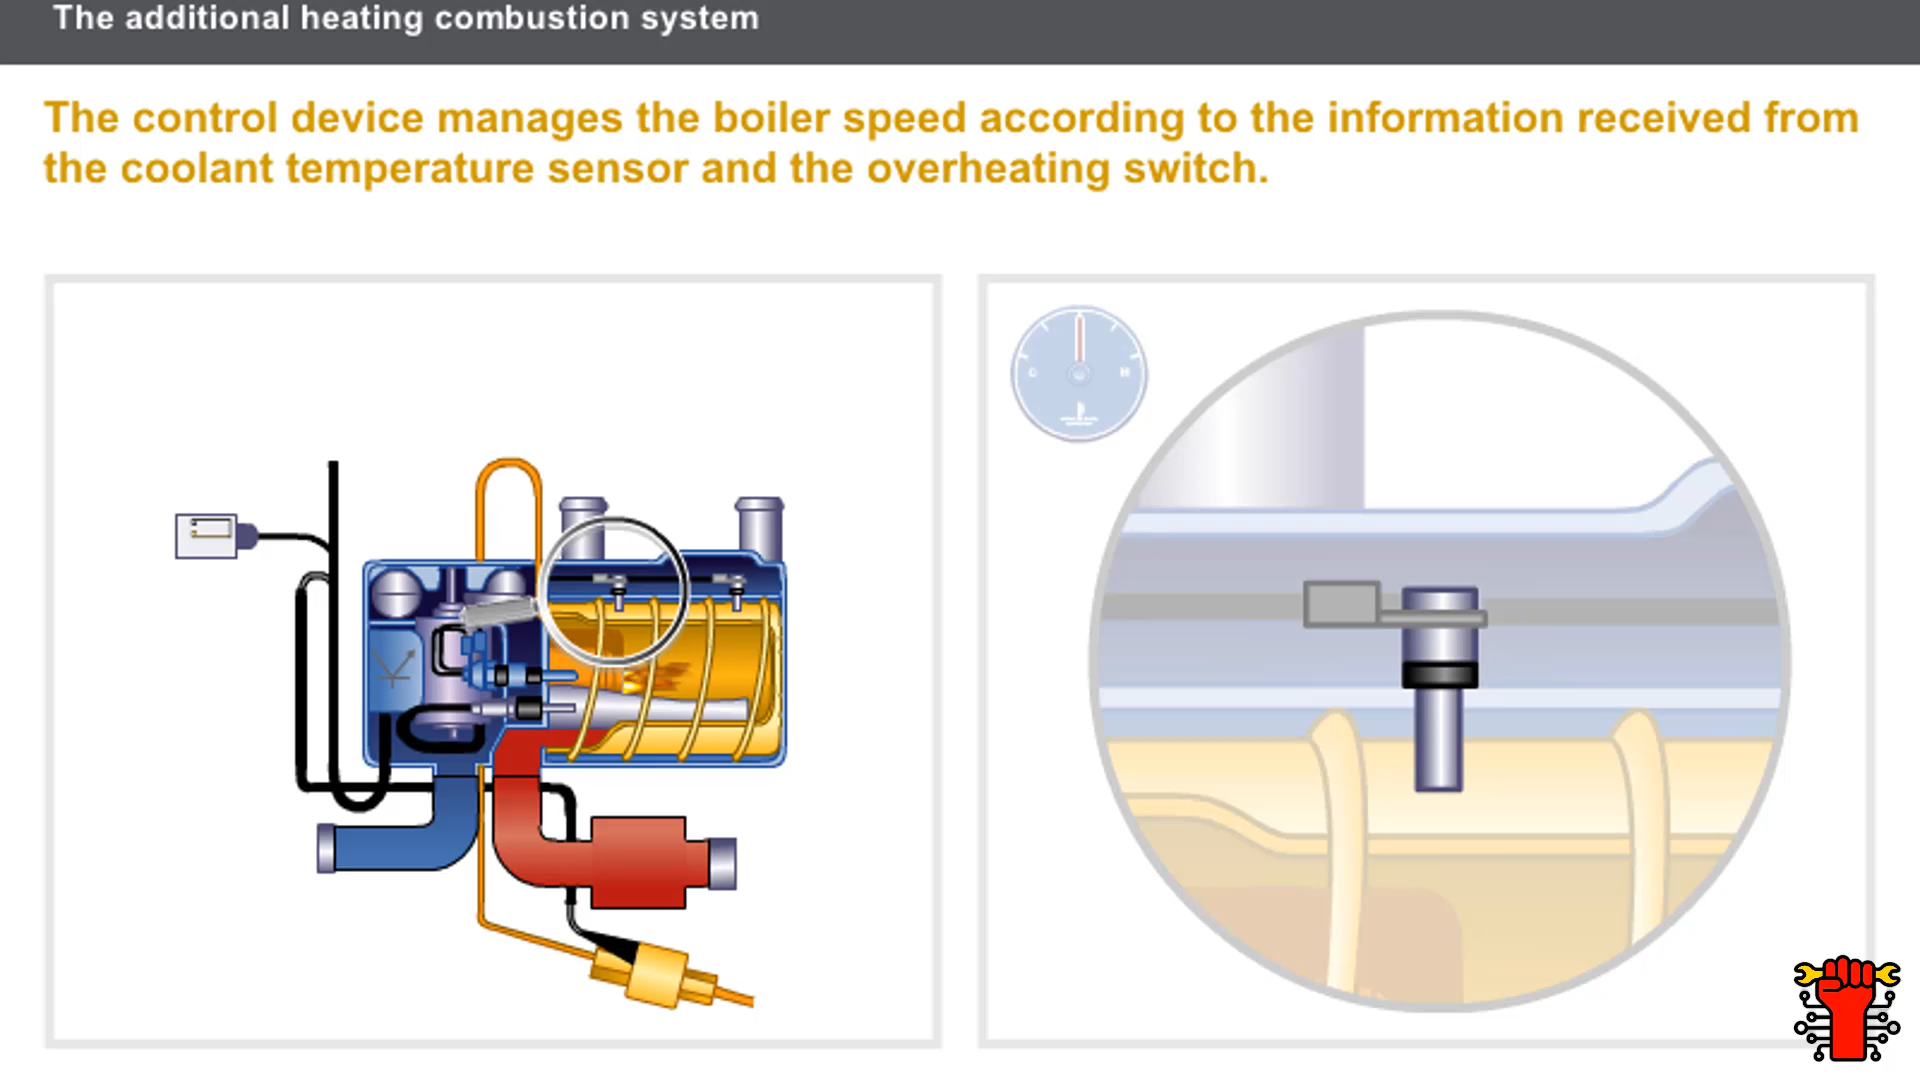 The additional heating combustion system
The control device manages the boiler speed according to the information received from
the coolant temperature sensor and the overheating switch.
C H